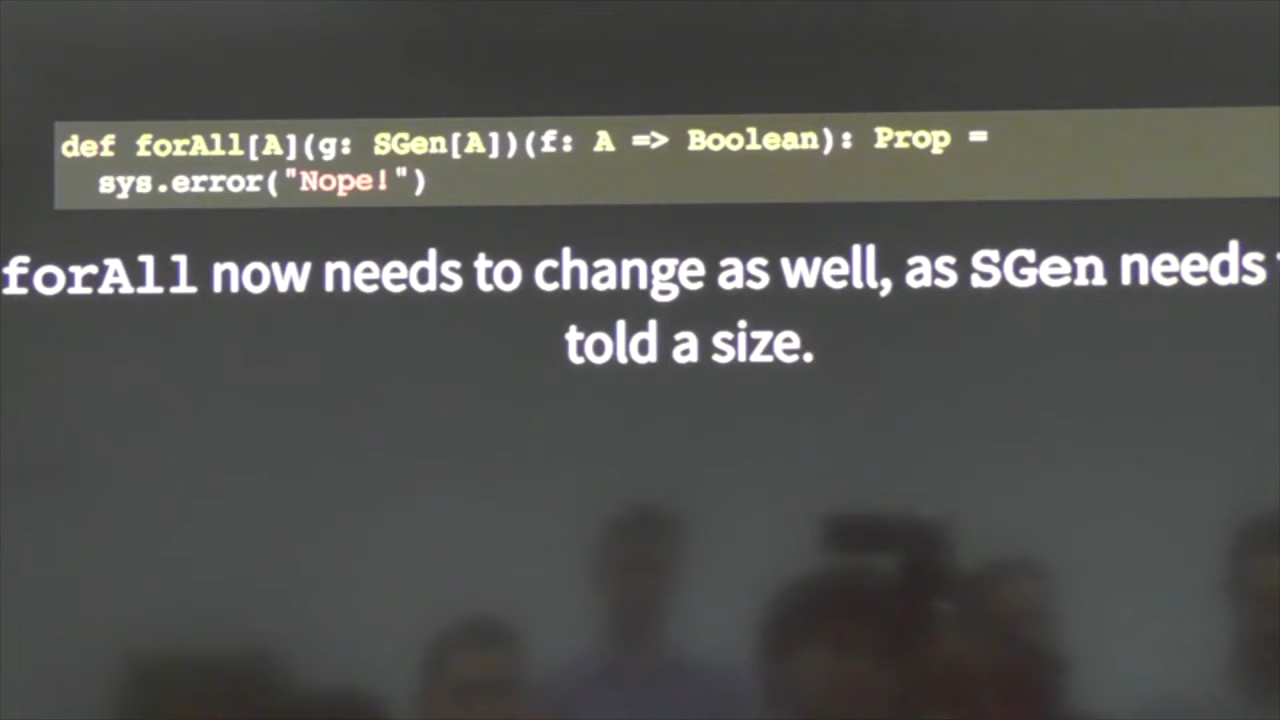 def forAll[A](g: SGen[A])(f: A => Boolean): Prop =
sys.error("Nope!")
forAll now needs to change as well, as SGen needs
told a size.